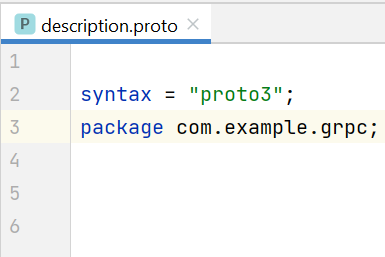 P description.proto
1
2 syntax = "proto3";
3 package com.example.grpc;
4
5
6